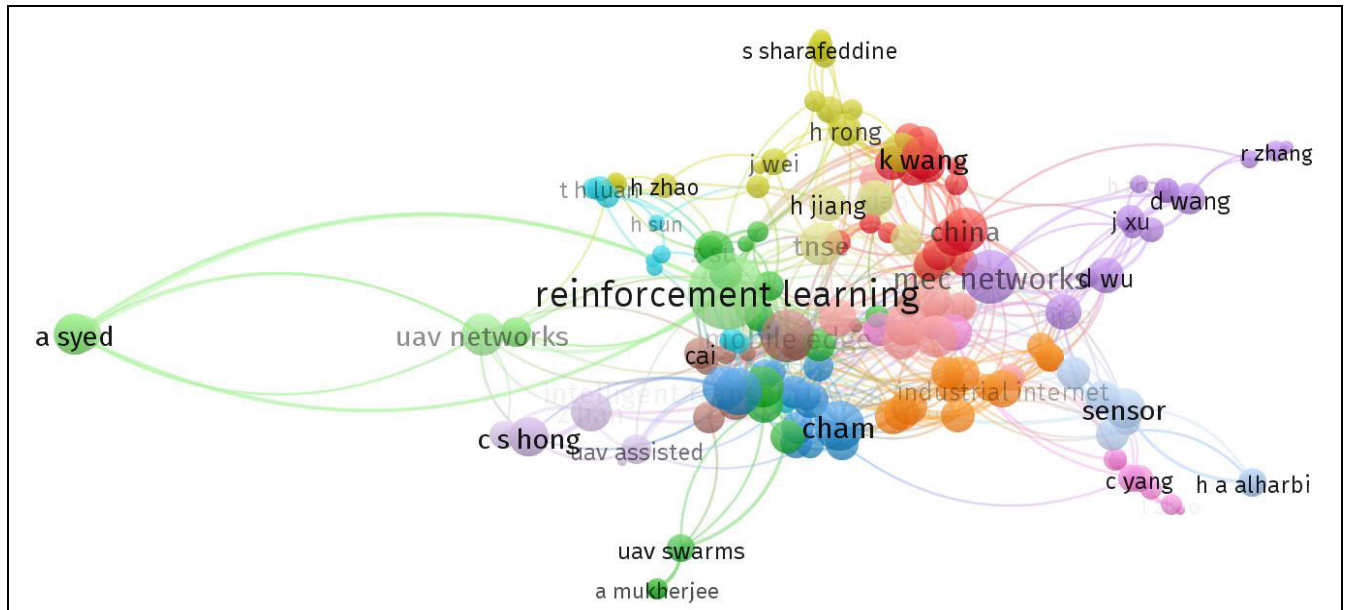 s sharafeddine
h rong
k wang
r zhang
j wei
t h luan
h zhao
d wang
h jiang
h sun
j xu
china
tnse
mec networks
d wu
reinforcement learning
a syed
uav networks
mobile edge
cai
industrial internet
sensor
cham
c s hong
uav assisted
c yang
h a alharbi
uav swarms
a mukherjee